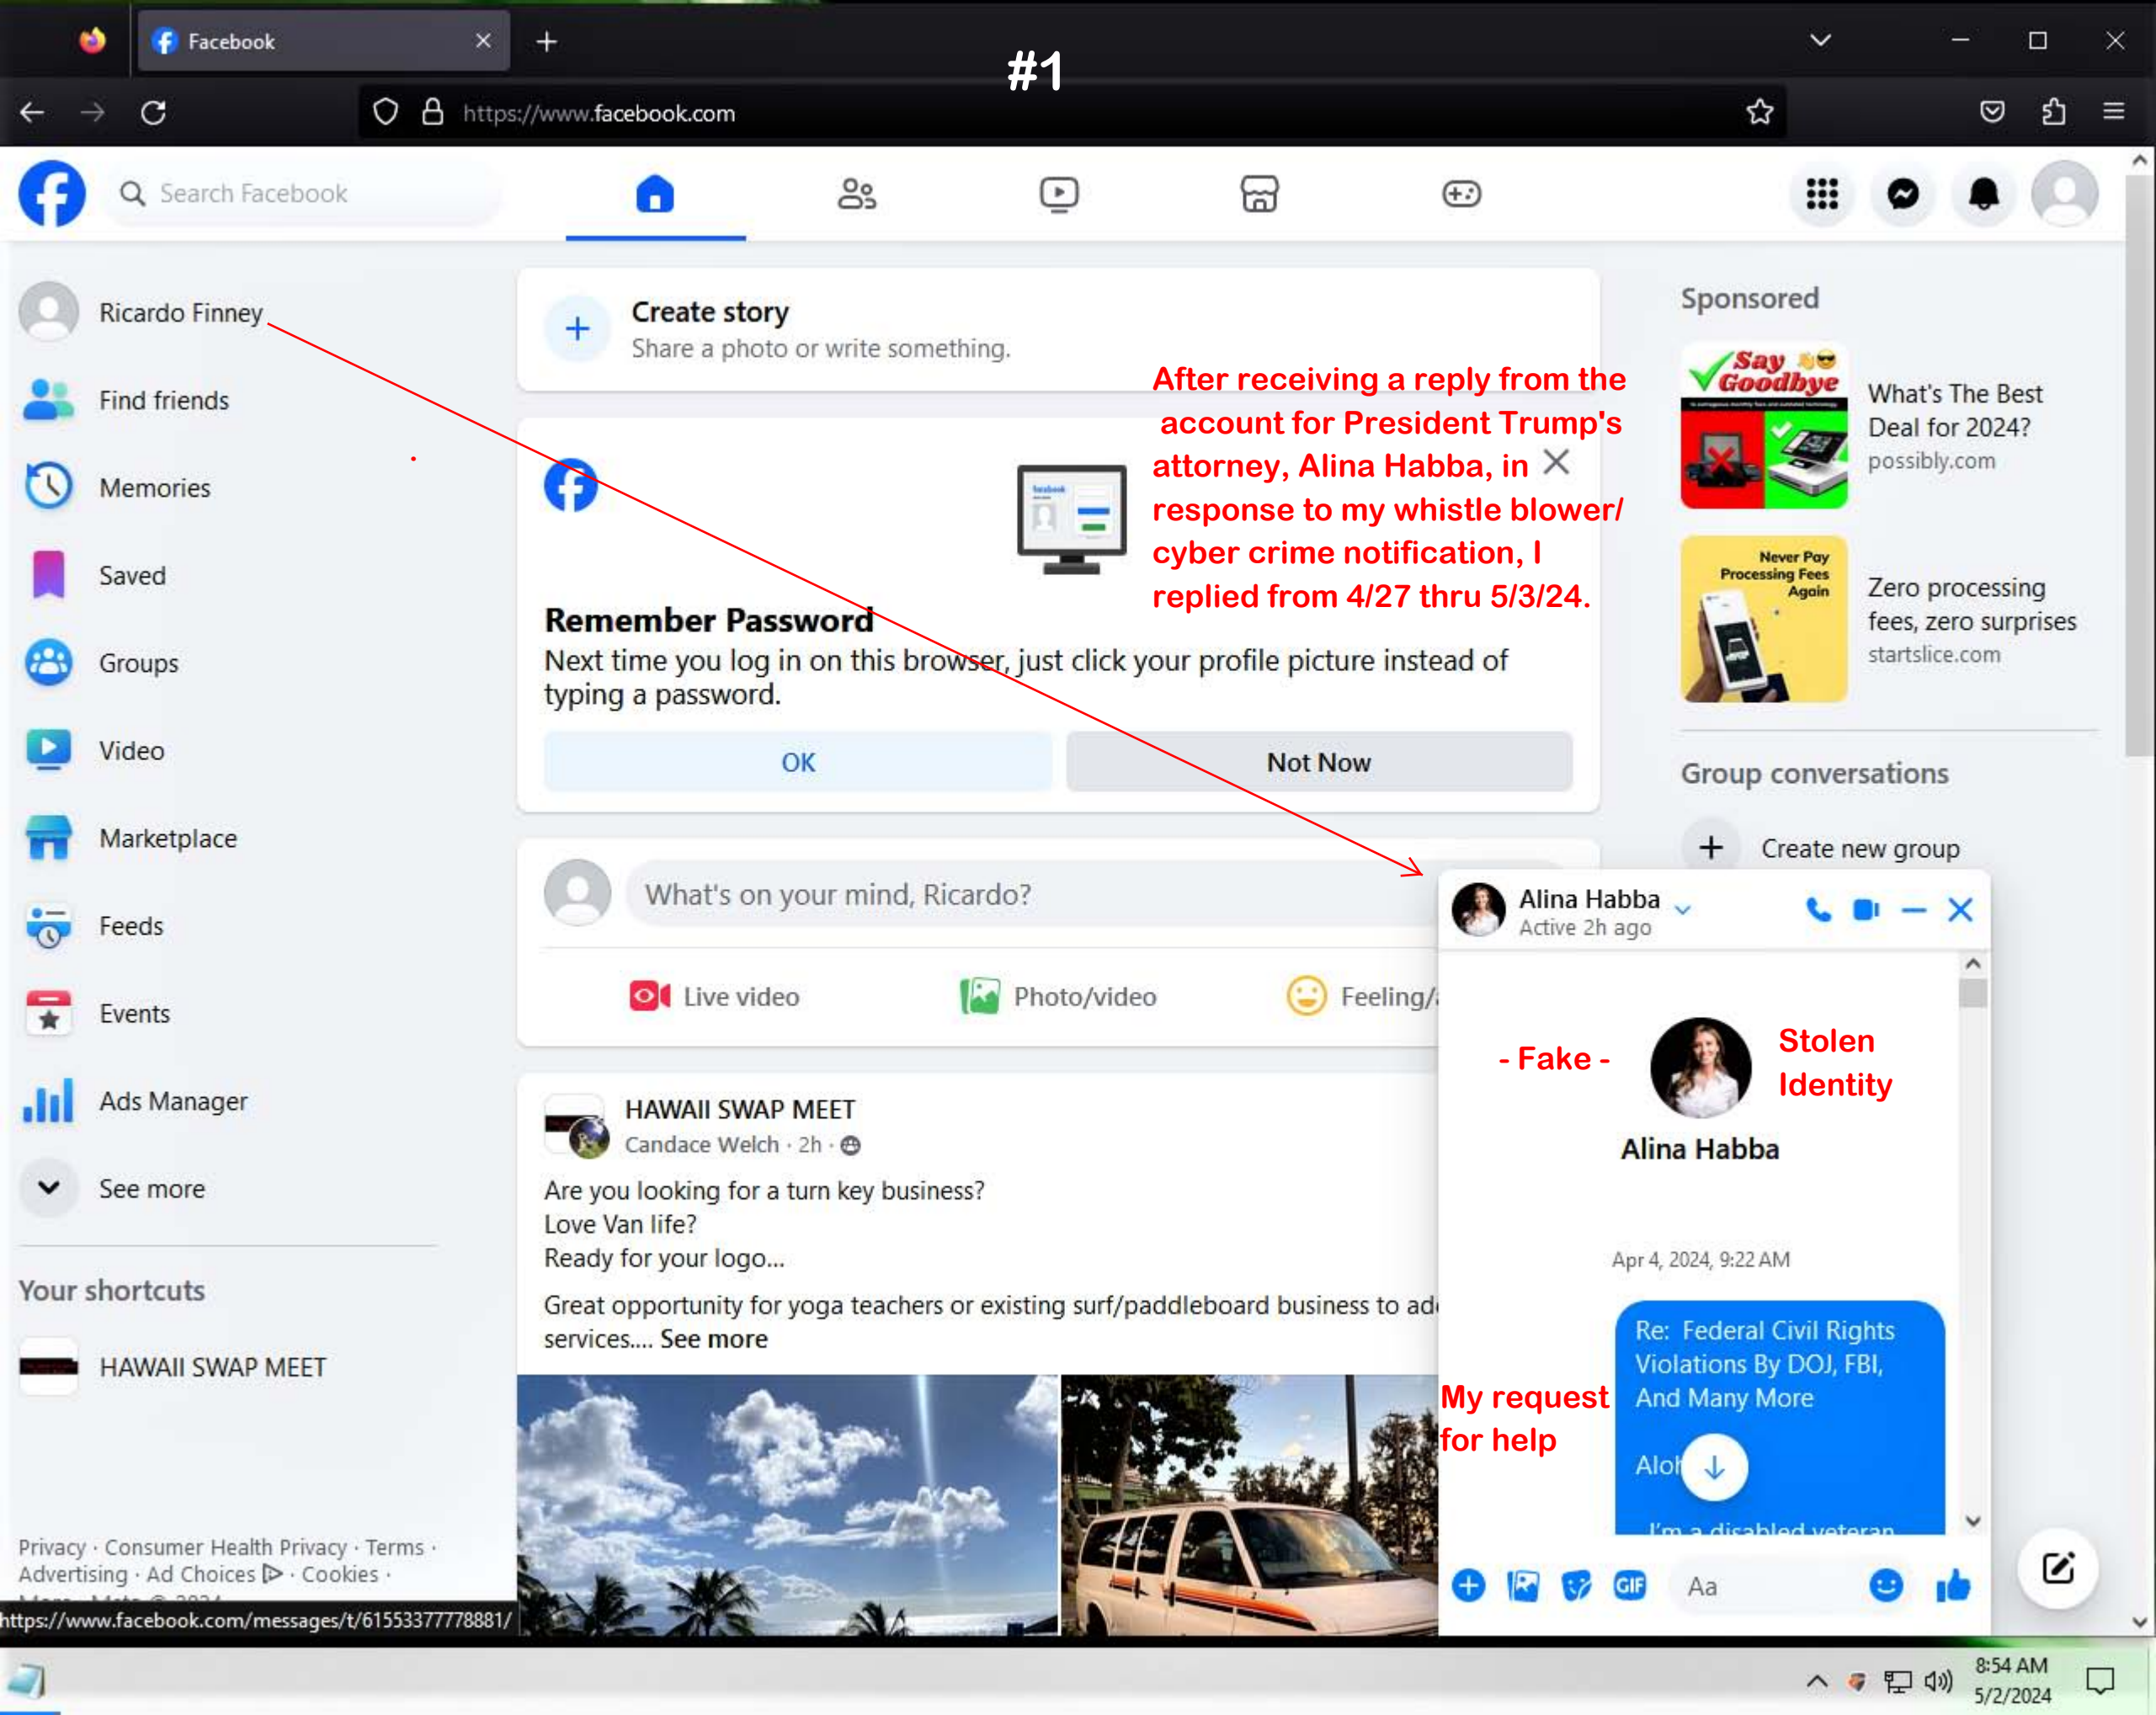 Facebook
#1
https://www.facebook.com
Search Facebook
Ricardo Finney
Find friends
Memories
Saved
Groups
Video
Marketplace
Feeds
Events
Ads Manager
See more
Your shortcuts
HAWAII SWAP MEET
Privacy · Consumer Health Privacy · Terms ·
Advertising · Ad Choices · Cookies ·
https://www.facebook.com/messages/t/61553377778881/
Create story
Share a photo or write something.
After receiving a reply from the
account for President Trump's
attorney, Alina Habba, in
response to my whistle blower/
cyber crime notification, I
replied from 4/27 thru 5/3/24.
facebook
Remember Password
Next time you log in on this browser, just click your profile picture instead of
typing a password.
OK
Not Now
What's on your mind, Ricardo?
Live video
Photo/video
Feeling/
HAWAII SWAP MEET
Candace Welch · 2h ·
Are you looking for a turn key business?
Love Van life?
Ready for your logo...
Great opportunity for yoga teachers or existing surf/paddleboard business to ad
services.... See more
Sponsored
Say
Goodbye
What's The Best
Deal for 2024?
possibly.com
Never Pay
Processing Fees
Again
Zero processing
fees, zero surprises
startslice.com
Group conversations
Create new group
Alina Habba
Active 2h ago
- Fake -
Stolen
Identity
Alina Habba
Apr 4, 2024, 9:22 AM
Re: Federal Civil Rights
Violations By DOJ, FBI,
And Many More
My request
for help
Alo
I'm a disabled veteran
GIF
Aa
8:54 AM
5/2/2024